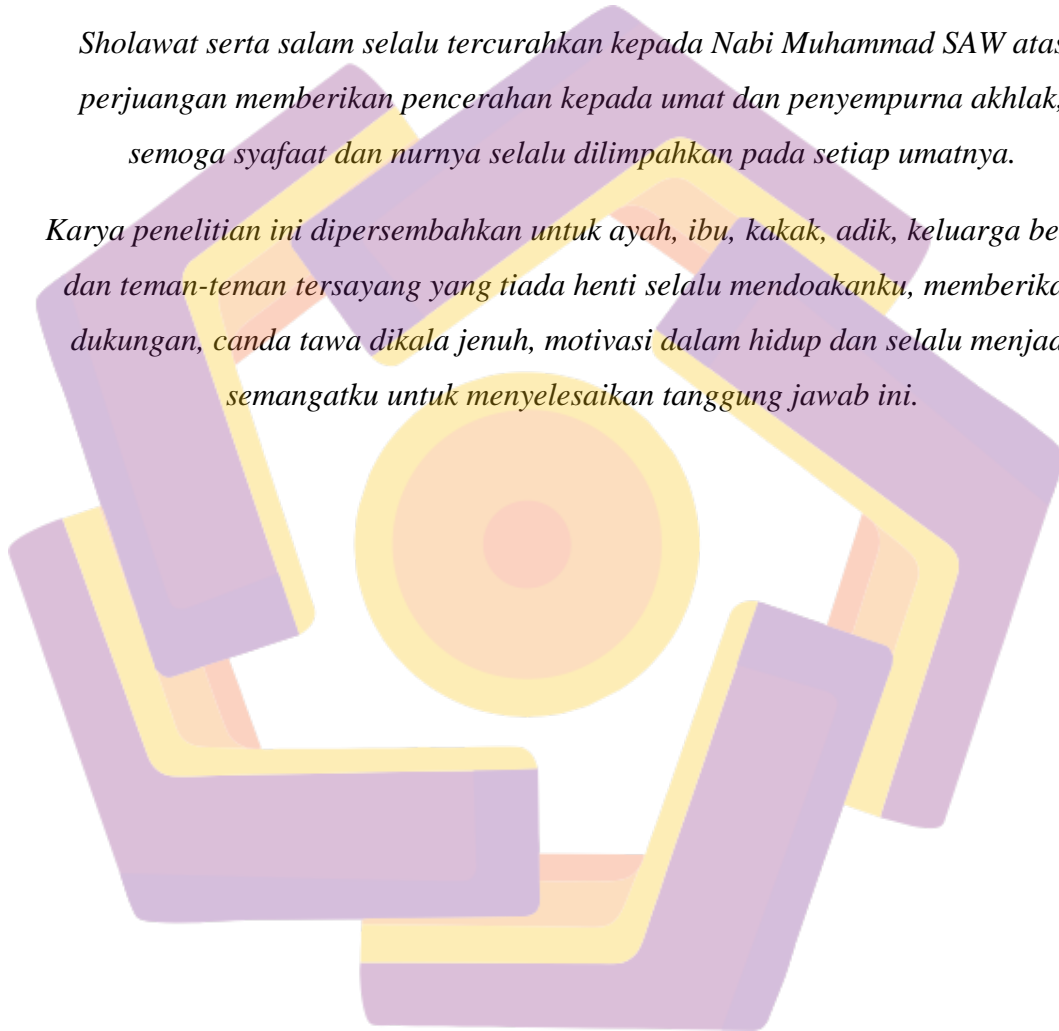 Sholawat serta salam selalu tercurahkan kepada Nabi Muhammad SAW atas
perjuangan memberikan pencerahan kepada umat dan penyempurna akhlak,
semoga syafaat dan nurnya selalu dilimpahkan pada setiap umatnya.
Karya penelitian ini dipersembahkan untuk ayah, ibu, kakak, adik, keluarga be
dan teman-teman tersayang yang tiada henti selalu mendoakanku, memberika
dukungan, canda tawa dikala jenuh, motivasi dalam hidup dan selalu menjad
semangatku untuk menyelesaikan tanggung jawab ini.